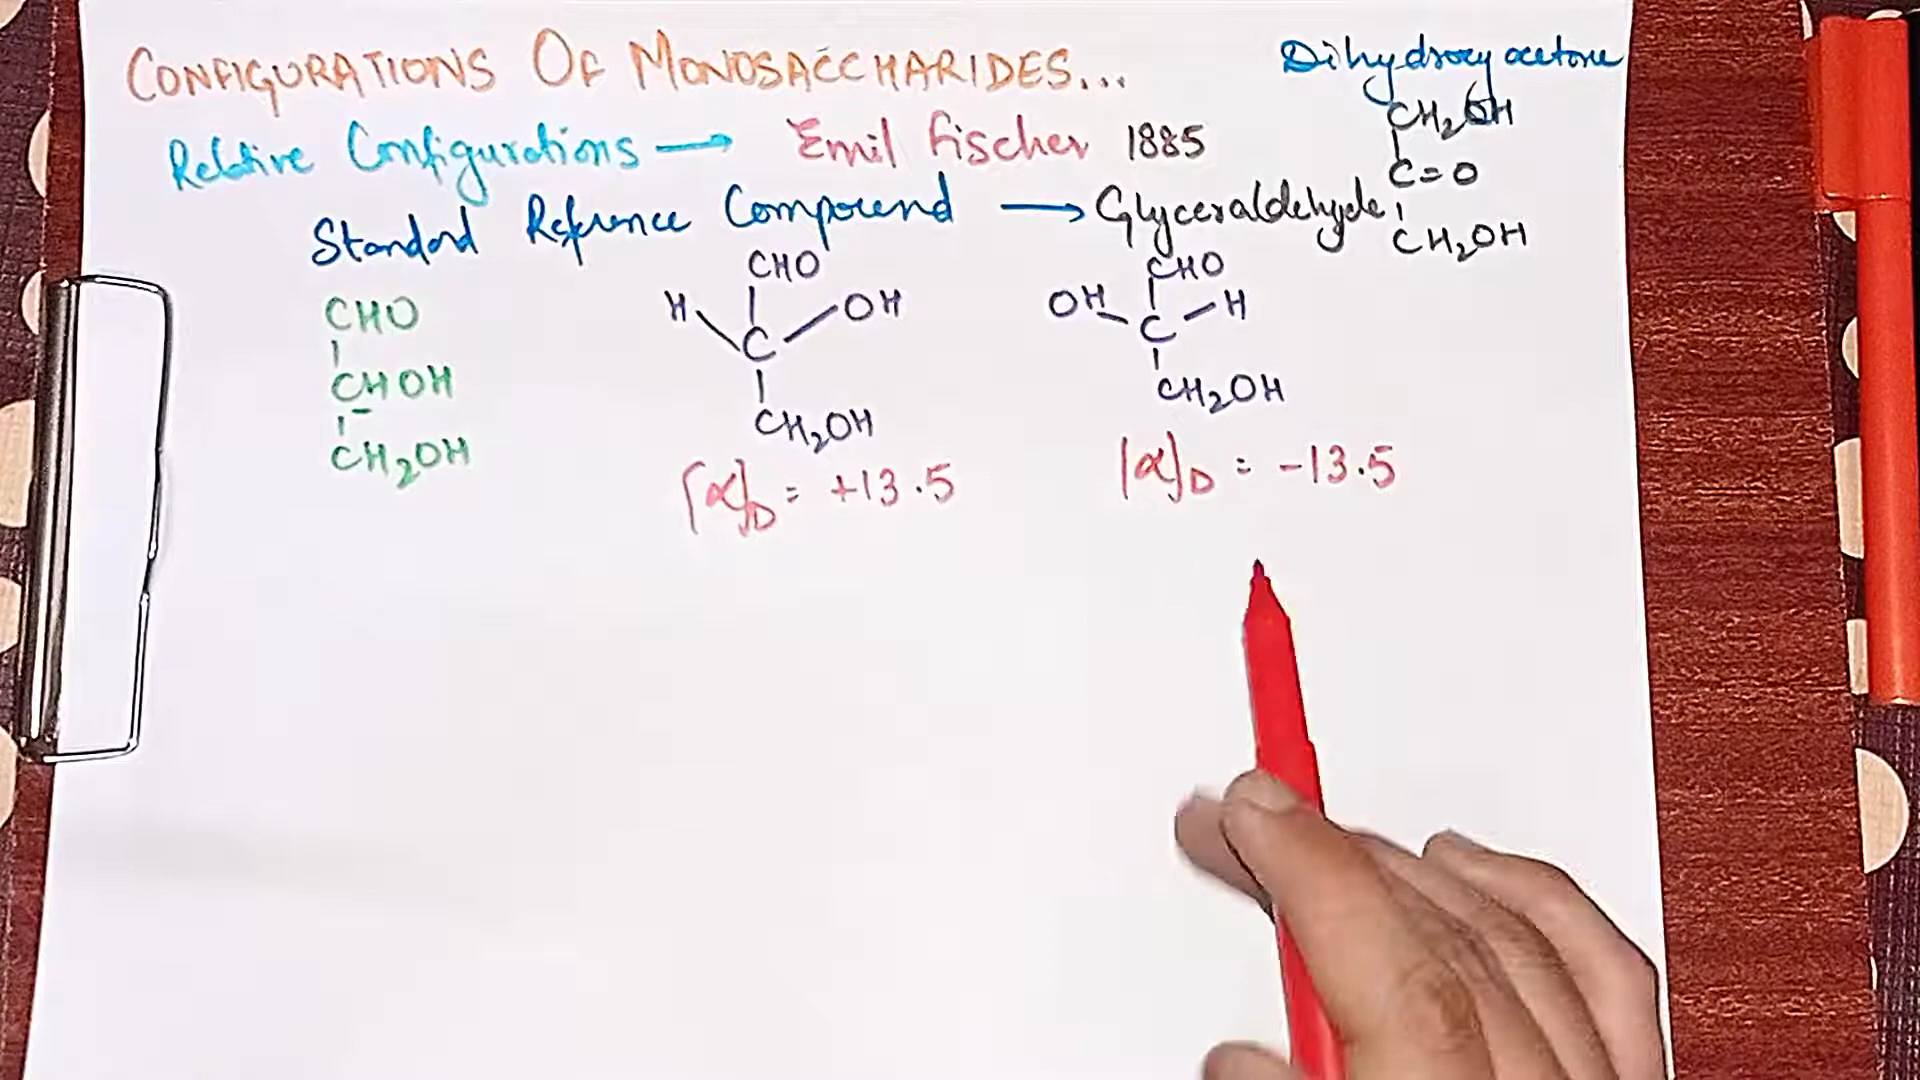 CONFIGURATIONS OF MONOSACCHARIDES...
Relative Configurations → Emil Fischer 1885
Standard Reference Compound → Glyceraldehyde
Dihydroxy acetone
CH₂OH
C=O
CH₂OH
CHO
CHOH
CH₂OH
CHO
H OH
C
CH₂OH
[α]D = +13.5
CHO
OH C H
CH₂OH
[α]D = -13.5